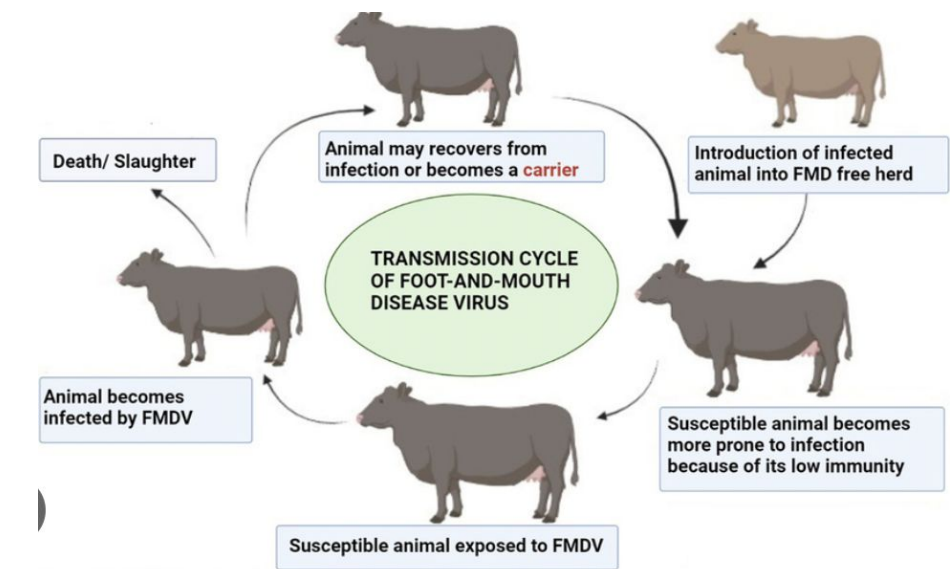 Death/ Slaughter
Animal may recovers from
infection or becomes a carrier
Introduction of infected
animal into FMD free herd
TRANSMISSION CYCLE
OF FOOT-AND-MOUTH
DISEASE VIRUS
Animal becomes
infected by FMDV
Susceptible animal becomes
more prone to infection
because of its low immunity
Susceptible animal exposed to FMDV